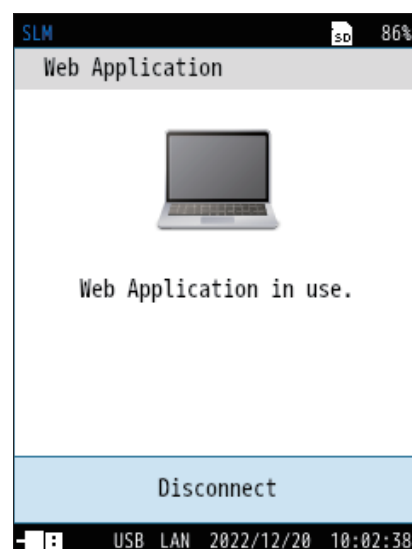 SLM SD 86%
Web Application
Web Application in use.
Disconnect
USB LAN 2022/12/20 10:02:38